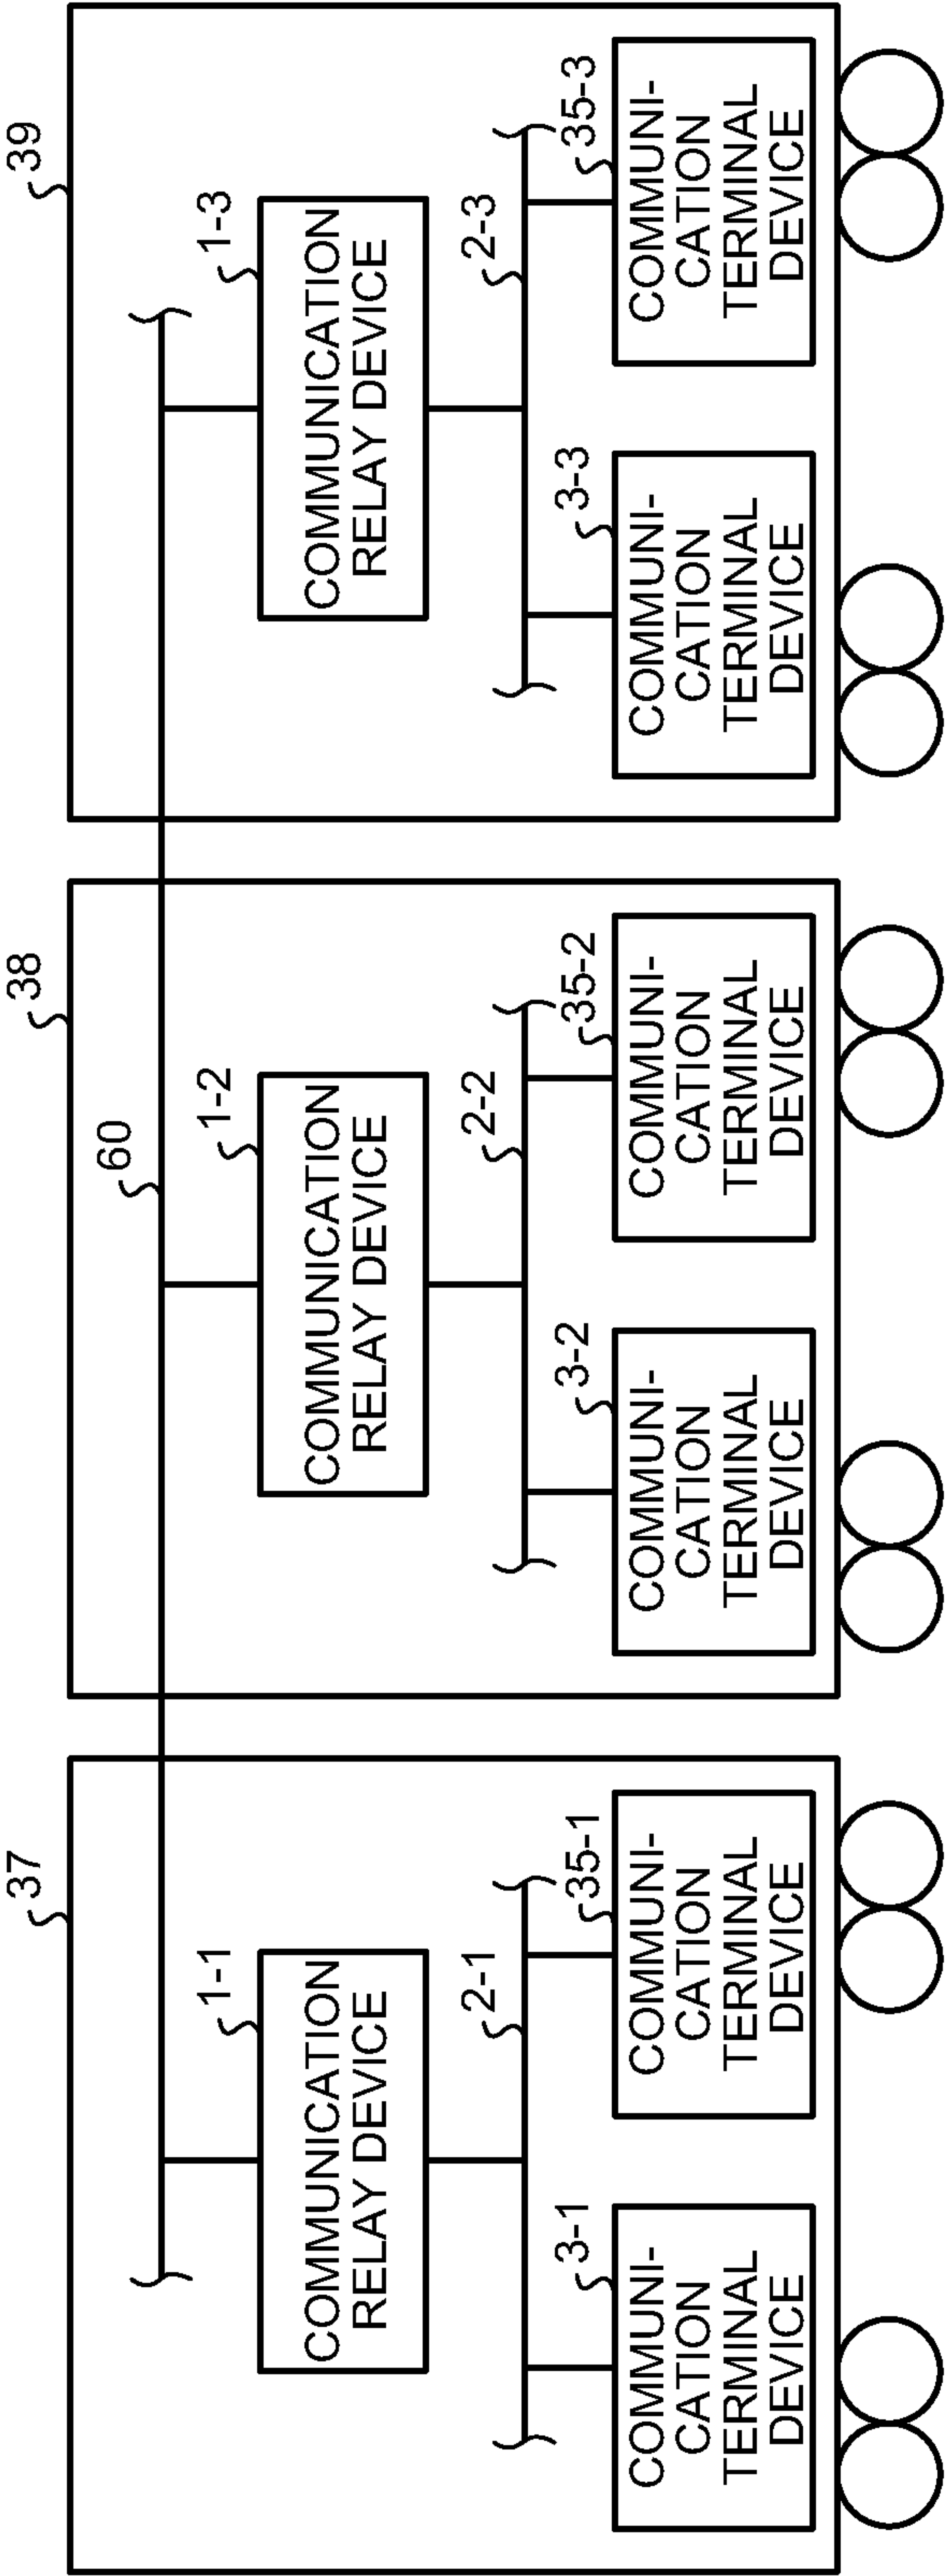 37
38
39
60
1-1
COMMUNICATION
RELAY DEVICE
1-2
COMMUNICATION
RELAY DEVICE
1-3
COMMUNICATION
RELAY DEVICE
2-1
2-2
2-3
3-1
COMMUNI-
CATION
TERMINAL
DEVICE
35-1
COMMUNI-
CATION
TERMINAL
DEVICE
3-2
COMMUNI-
CATION
TERMINAL
DEVICE
35-2
COMMUNI-
CATION
TERMINAL
DEVICE
3-3
COMMUNI-
CATION
TERMINAL
DEVICE
35-3
COMMUNI-
CATION
TERMINAL
DEVICE